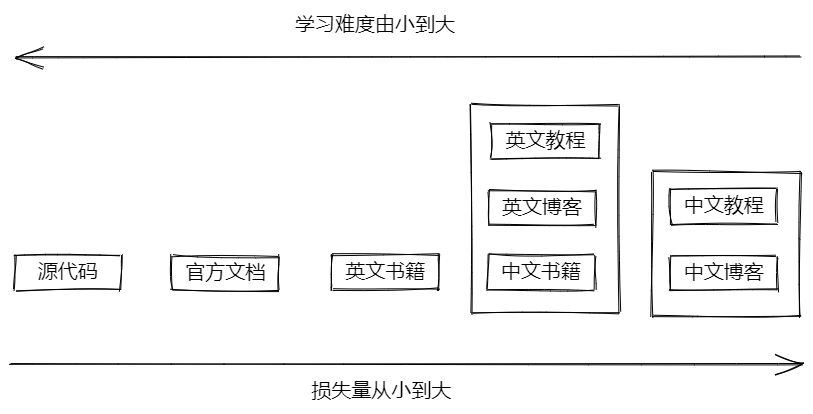 学习难度由小到大
英文教程
英文博客
中文教程
源代码
官方文档
英文书籍
中文书籍
中文博客
损失量从小到大